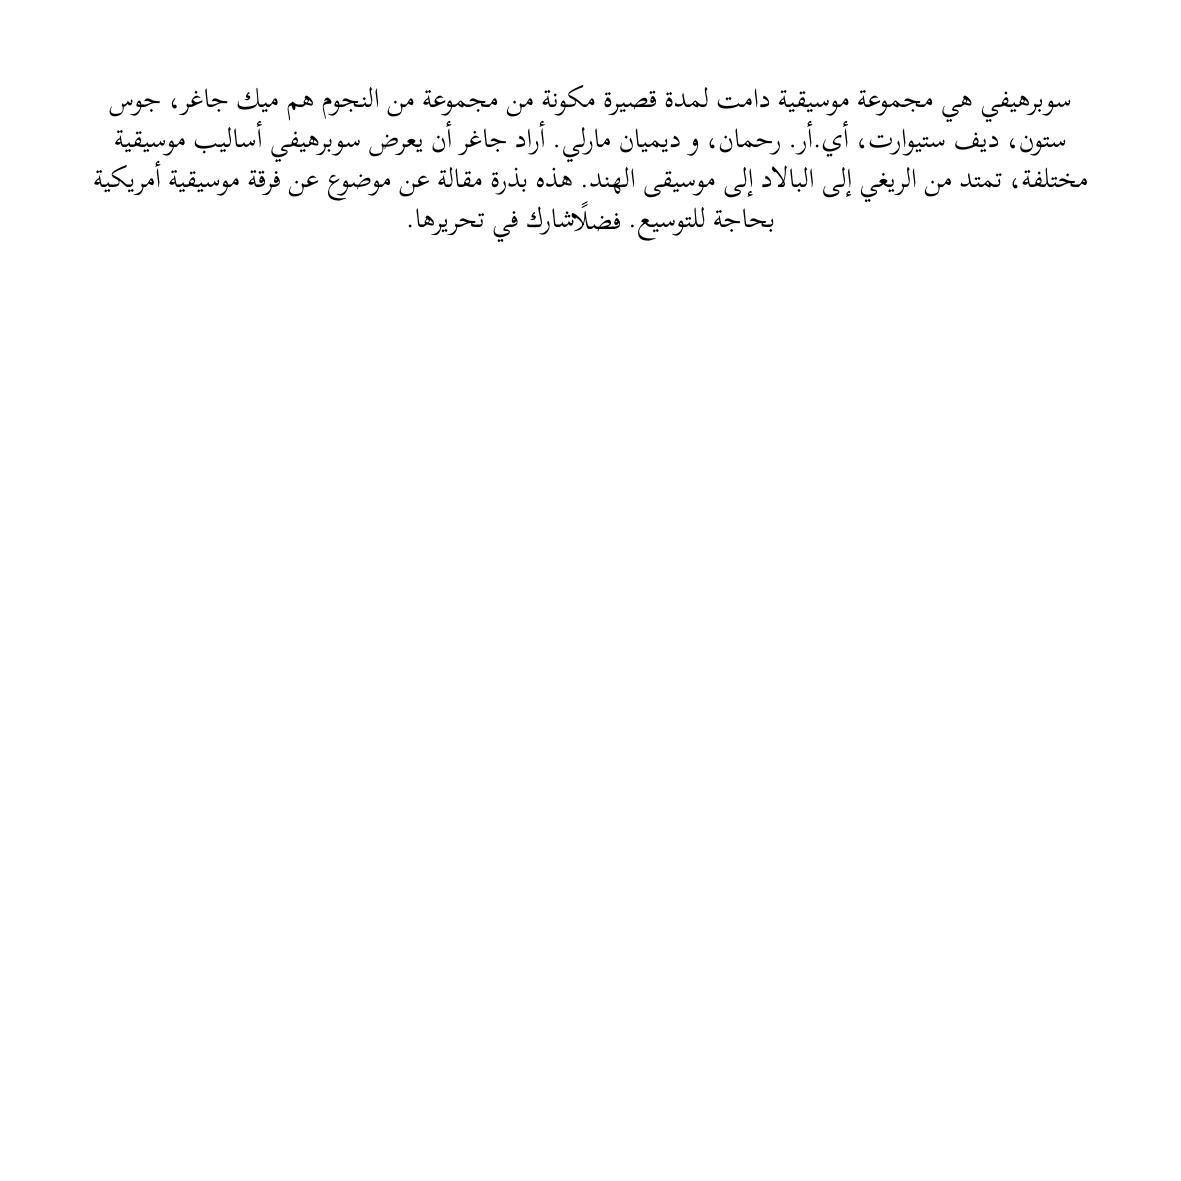 سوبرهيفي هي مجموعة موسيقية دامت لمدة قصيرة مكونة من مجموعة من النجوم هم ميك جاغر، جوس
ستون، ديف ستيوارت، أي.أر. رحمان، و ديميان مارلي. أراد جاغر أن يعرض سوبرهيفي أساليب موسيقية
مختلفة، تمتد من الريغي إلى البالاد إلى موسيقى الهند. هذه بذرة مقالة عن موضوع عن فرقة موسيقية أمريكية
بحاجة للتوسيع. فضلًاشارك في تحريرها.